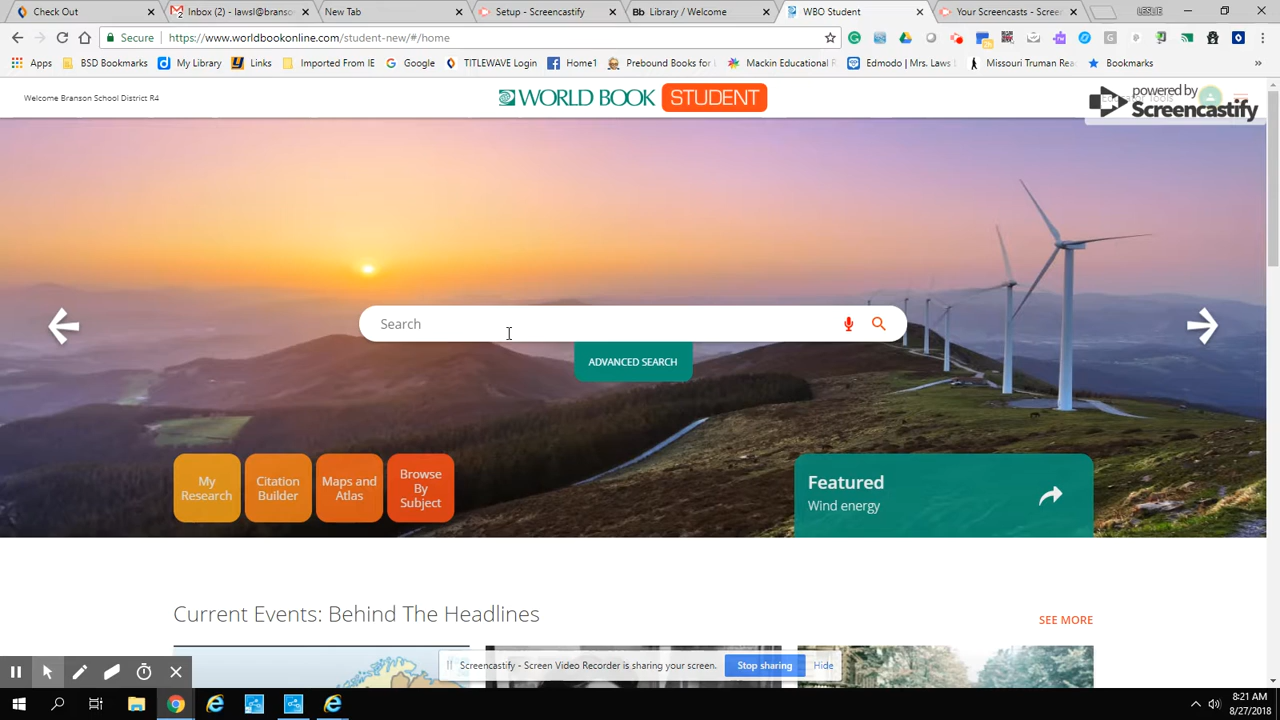 Check Out
Inbox (2) - lawsl@branso
New Tab
Setup - Screencastify
Bb Library / Welcome
WBO Student
Your Screencasts - Scree
LESLIE
Secure https://www.worldbookonline.com/student-new/#/home
Apps BSD Bookmarks My Library Links Imported From IE Google TITLEWAVE Login Home1 Prebound Books for L Mackin Educational R Edmodo | Mrs. Laws L Missouri Truman Rea Bookmarks »
Welcome Branson School District R4
WORLD BOOK STUDENT
powered by
Screencastify
Search
ADVANCED SEARCH
My Research
Citation Builder
Maps and Atlas
Browse By Subject
Featured
Wind energy
Current Events: Behind The Headlines
SEE MORE
Screencastify - Screen Video Recorder is sharing your screen. Stop sharing Hide
8:21 AM
8/27/2018